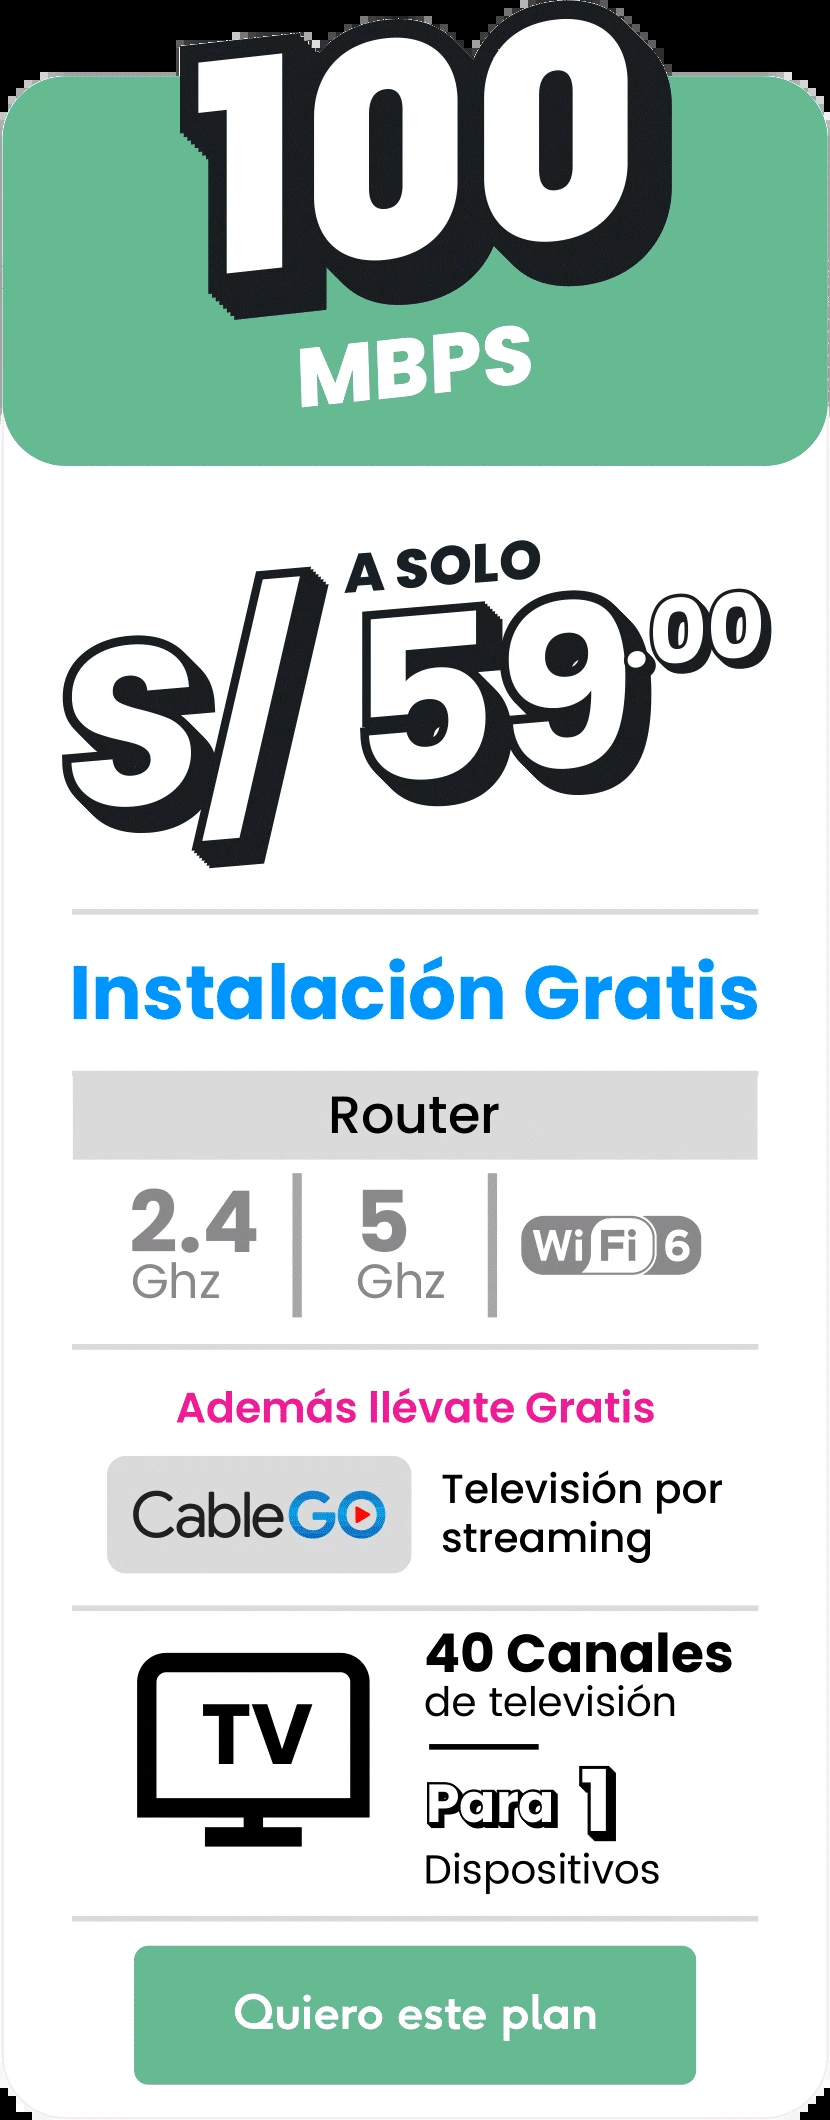 100
MBPS
A SOLO
S/ 59.00
Instalación Gratis
Router
2.4 Ghz
5 Ghz
WiFi 6
Además llévate Gratis
CableGO
Televisión por
streaming
TV
40 Canales
de televisión
Para 1
Dispositivos
Quiero este plan